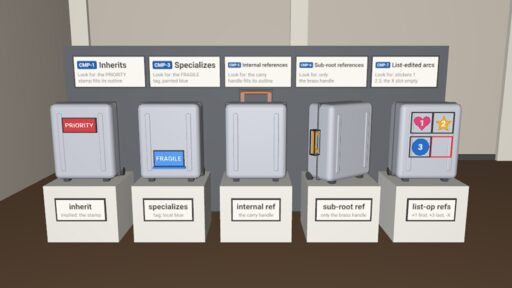 CMP-1 Inherits
Look for: the PRIORITY
stamp fills its outline
CMP-3 Specializes
Look for: the FRAGILE
tag, painted blue
CMP-5 Internal references
Look for: the carry
handle fills its outline
CMP-6 Sub-root references
Look for: only
the brass handle
CMP-7 List-edited arcs
Look for: stickers 1
2 3, the X slot empty
PRIORITY
FRAGILE
1
2
3
inherit
implied: the stamp
specializes
tag, local blue
internal ref
the carry handle
sub-root ref
only the brass handle
list-op refs
+1 first, +3 last, -X